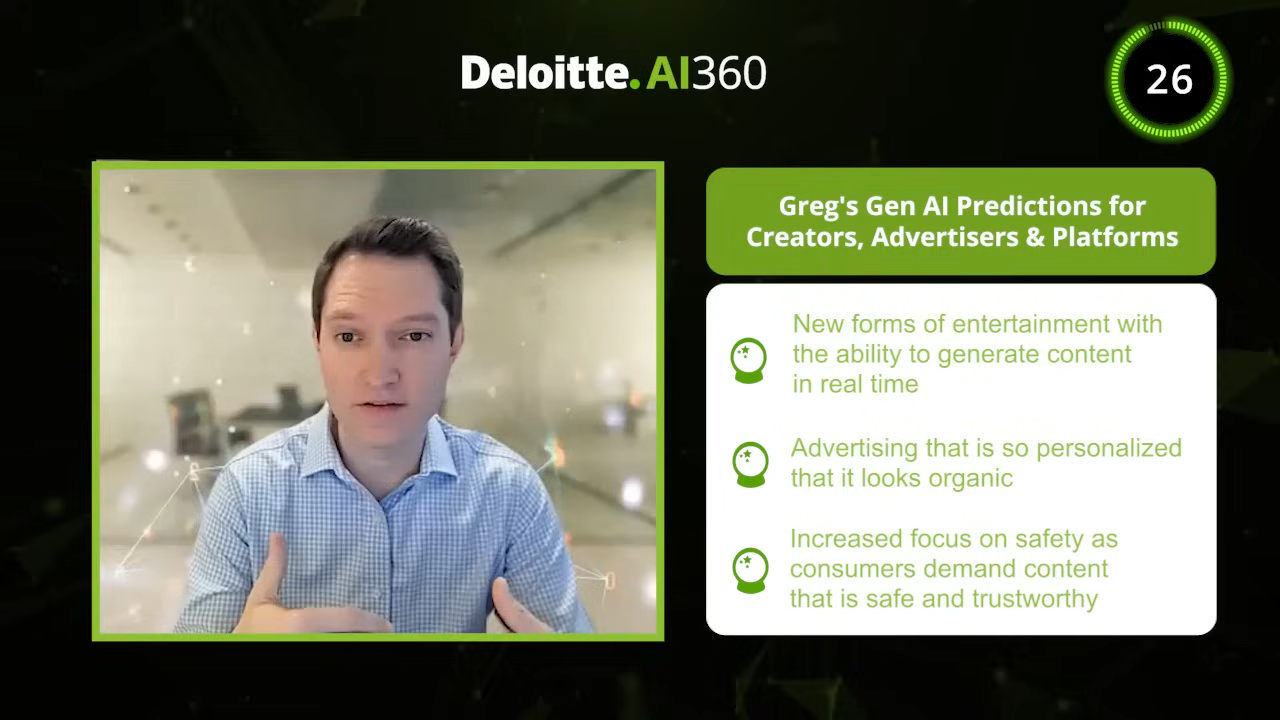 Deloitte. AI360
26
Greg's Gen AI Predictions for
Creators, Advertisers & Platforms
New forms of entertainment with
the ability to generate content
in real time
Advertising that is so personalized
that it looks organic
Increased focus on safety as
consumers demand content
that is safe and trustworthy